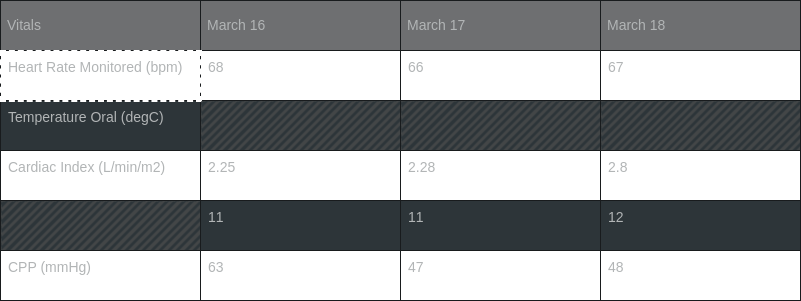 Vitals March 16 March 17 March 18
Heart Rate Monitored (bpm) 68 66 67
Temperature Oral (degC)
Cardiac Index (L/min/m2) 2.25 2.28 2.8
11 11 12
CPP (mmHg) 63 47 48